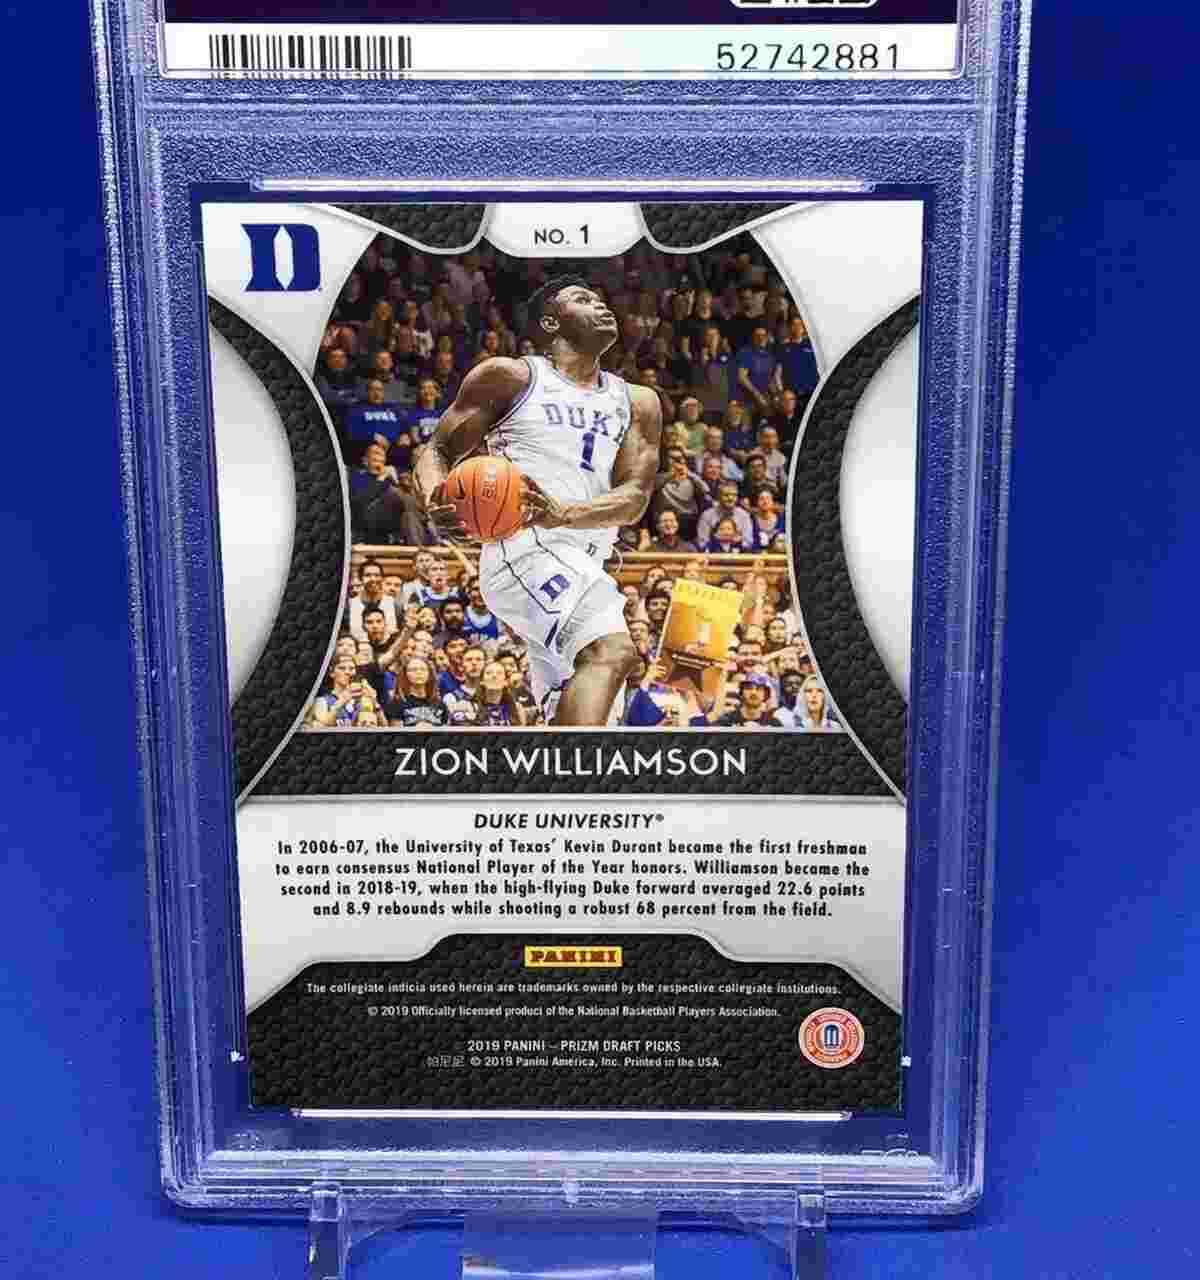 52742881
D
NO. 1
DUKE
DUK
1
D
ZION WILLIAMSON
DUKE UNIVERSITY®
In 2006-07, the University of Texas' Kevin Durant became the first freshman
to earn consensus National Player of the Year honors. Williamson became the
second in 2018-19, when the high-flying Duke forward averaged 22.6 points
and 8.9 rebounds while shooting a robust 68 percent from the field.
PANINI
The collegiate indicia used herein are trademarks owned by the respective collegiate institutions.
© 2019 Officially licensed product of the National Basketball Players Association.
2019 PANINI – PRIZM DRAFT PICKS
帕尼尼 © 2019 Panini America, Inc. Printed in the USA.